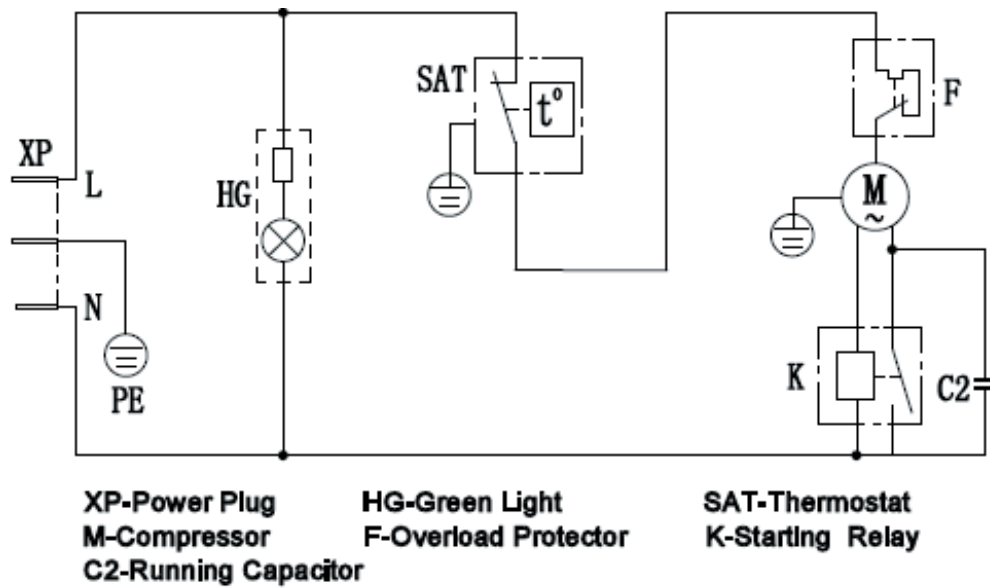 SAT
t°
F
XP
L
HG
M
~
N
PE
K
C2
XP-Power Plug HG-Green Light SAT-Thermostat
M-Compressor F-Overload Protector K-Starting Relay
C2-Running Capacitor